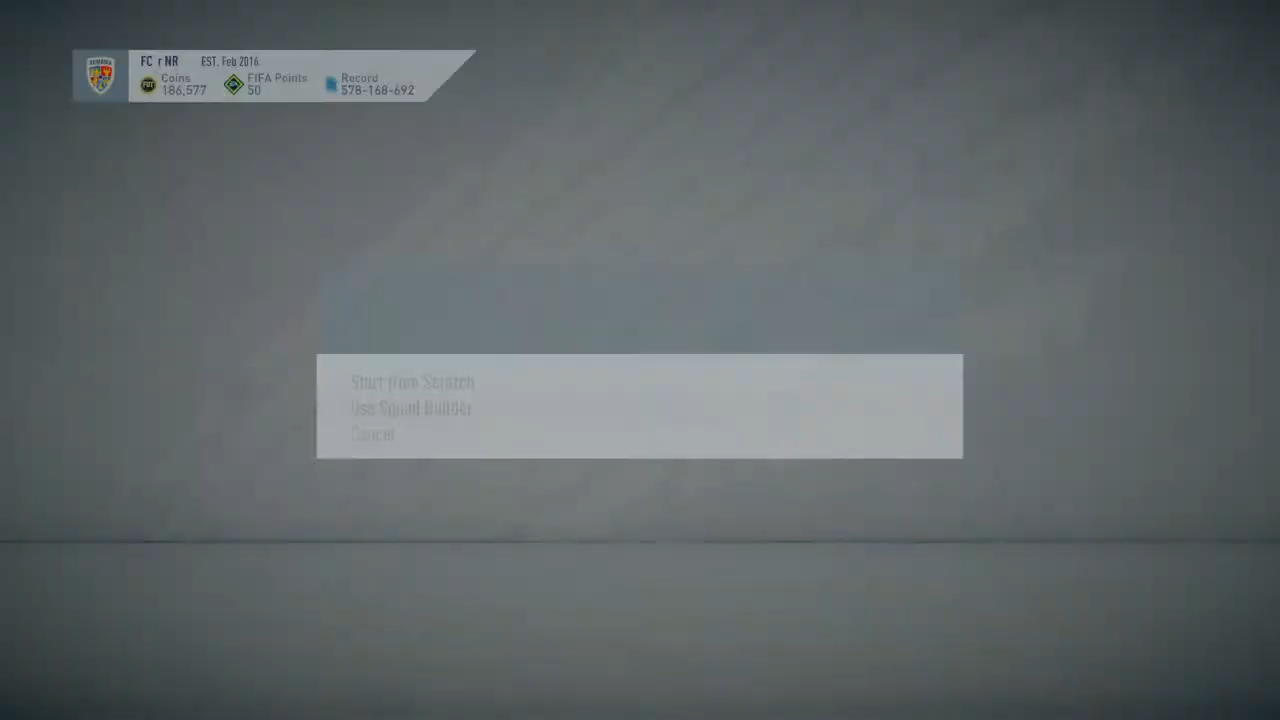 FC r NR EST. Feb 2016
Coins FIFA Points Record
186,577 50 578-168-692
Start from Scratch
Use Squad Builder
Cancel